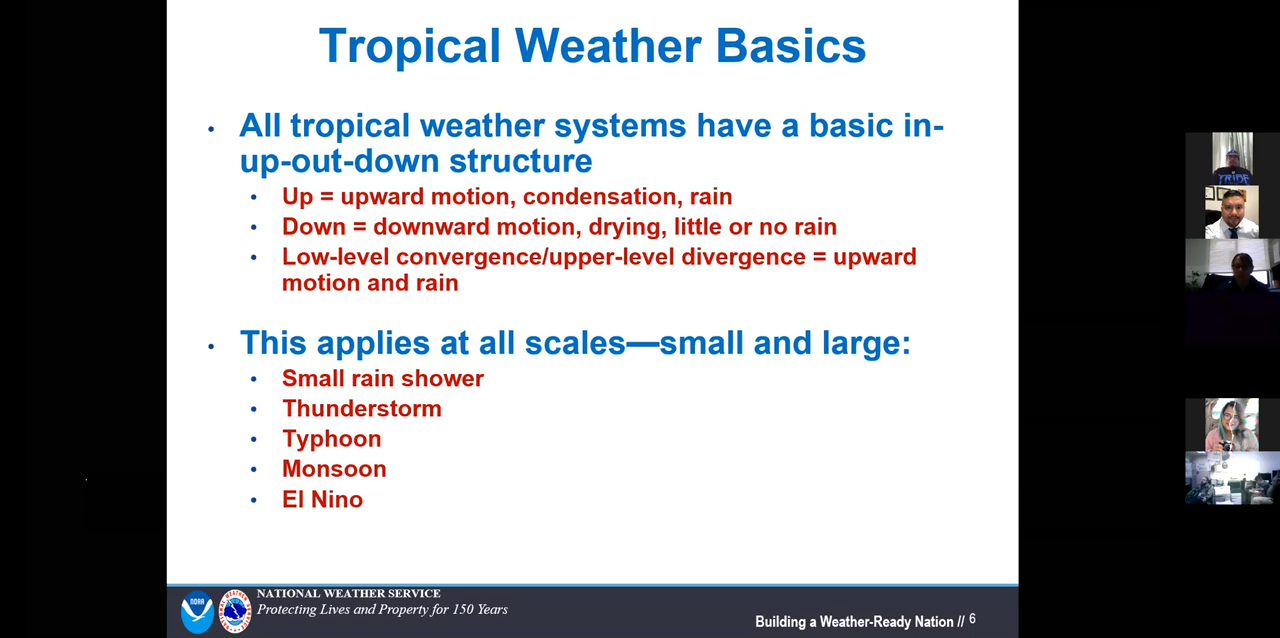 Tropical Weather Basics
• All tropical weather systems have a basic in-
up-out-down structure
• Up = upward motion, condensation, rain
• Down = downward motion, drying, little or no rain
• Low-level convergence/upper-level divergence = upward
motion and rain
• This applies at all scales—small and large:
• Small rain shower
• Thunderstorm
• Typhoon
• Monsoon
• El Nino
NOAA
NATIONAL WEATHER SERVICE
Protecting Lives and Property for 150 Years
Building a Weather-Ready Nation // 6
TRIDE